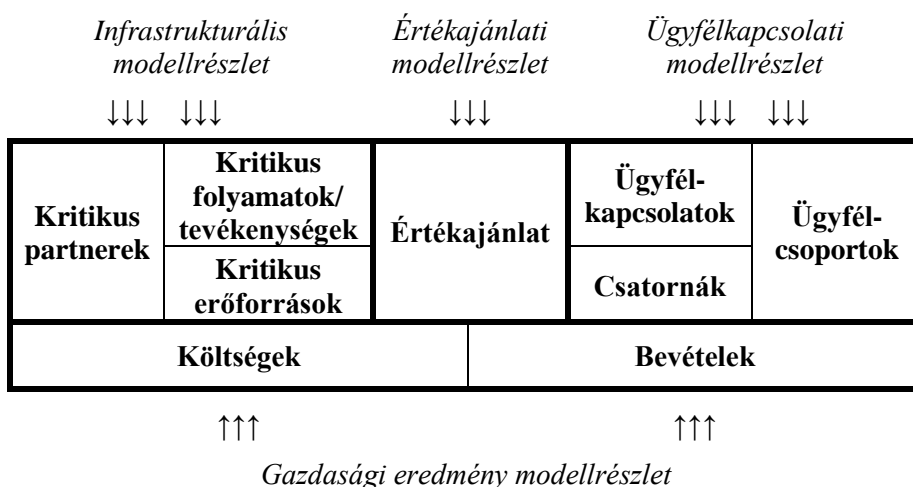 Infrastrukturális
modellrészlet
Értékajánlati
modellrészlet
Ügyfélkapcsolati
modellrészlet
↓↓↓ ↓↓↓ ↓↓↓ ↓↓↓ ↓↓↓
Kritikus
partnerek
Kritikus
folyamatok/
tevékenységek
Kritikus
erőforrások
Értékajánlat
Ügyfél-
kapcsolatok
Csatornák
Ügyfél-
csoportok
Költségek
Bevételek
↑↑↑ ↑↑↑
Gazdasági eredmény modellrészlet